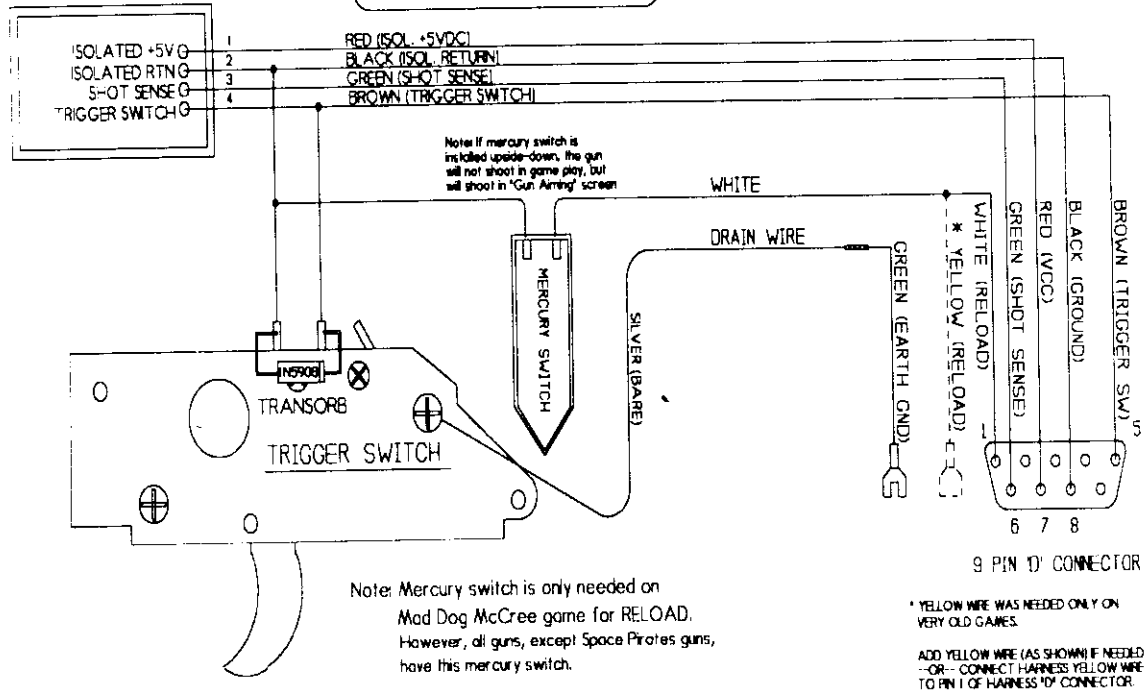 ISOLATED +5V
ISOLATED RTN
SHOT SENSE
TRIGGER SWITCH
1
2
3
4
RED (ISOL. +5VDC)
BLACK (ISOL. RETURN)
GREEN (SHOT SENSE)
BROWN (TRIGGER SWITCH)
Note: If mercury switch is
installed upside-down, the gun
will not shoot in game play, but
will shoot in "Gun Aiming" screen
WHITE
DRAIN WIRE
MERCURY SWITCH
SILVER (BARE)
GREEN (EARTH GND)
* YELLOW (RELOAD)
WHITE (RELOAD)
GREEN (SHOT SENSE)
RED (VCC)
BLACK (GROUND)
BROWN (TRIGGER SW)
1N5908
TRANSORB
TRIGGER SWITCH
1
5
6 7 8
9 PIN 'D' CONNECTOR
Note: Mercury switch is only needed on
Mad Dog McCree game for RELOAD.
However, all guns, except Space Pirates guns,
have this mercury switch.
* YELLOW WIRE WAS NEEDED ONLY ON
VERY OLD GAMES.
ADD YELLOW WIRE (AS SHOWN) IF NEEDED
--OR-- CONNECT HARNESS YELLOW WIRE
TO PIN 1 OF HARNESS "D" CONNECTOR.